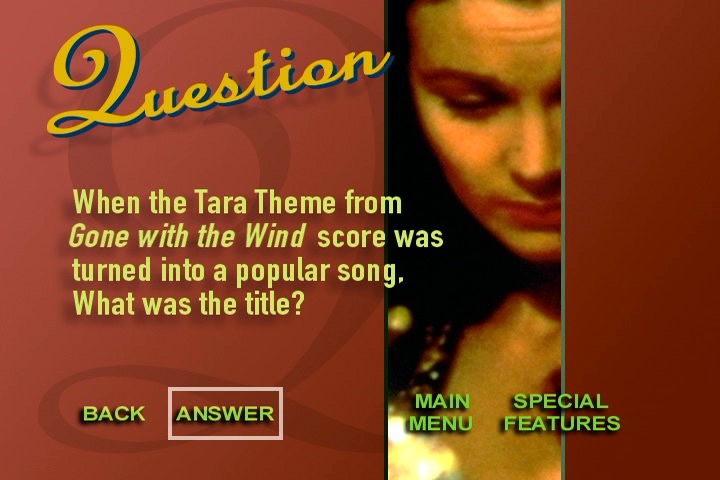 Question
When the Tara Theme from
Gone with the Wind score was
turned into a popular song,
What was the title?
BACK
ANSWER
MAIN
MENU
SPECIAL
FEATURES